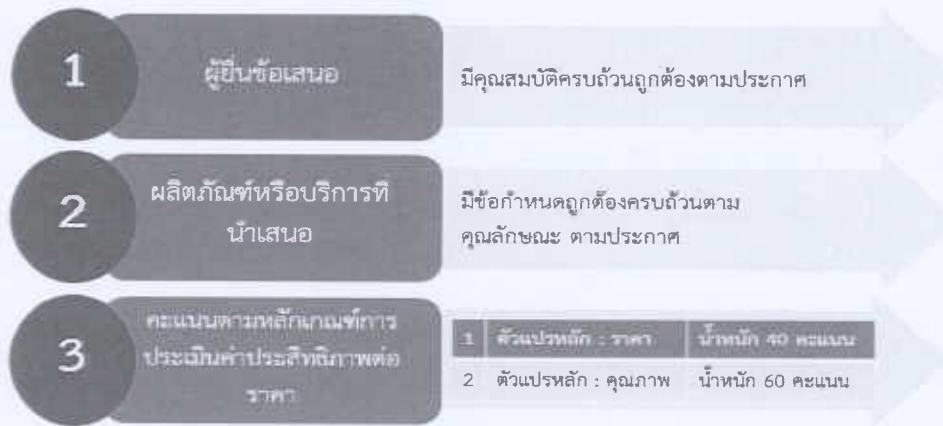 1
ผู้ยื่นข้อเสนอ
มีคุณสมบัติครบถ้วนถูกต้องตามประกาศ
2
ผลิตภัณฑ์หรือบริการที่
นำเสนอ
มีข้อกำหนดถูกต้องครบถ้วนตาม
คุณลักษณะ ตามประกาศ
3
คะแนนตามหลักเกณฑ์การ
ประเมินค่าประสิทธิภาพต่อ
ราคา
1 ตัวแปรหลัก : ราคา น้ำหนัก 40 คะแนน
2 ตัวแปรหลัก : คุณภาพ น้ำหนัก 60 คะแนน